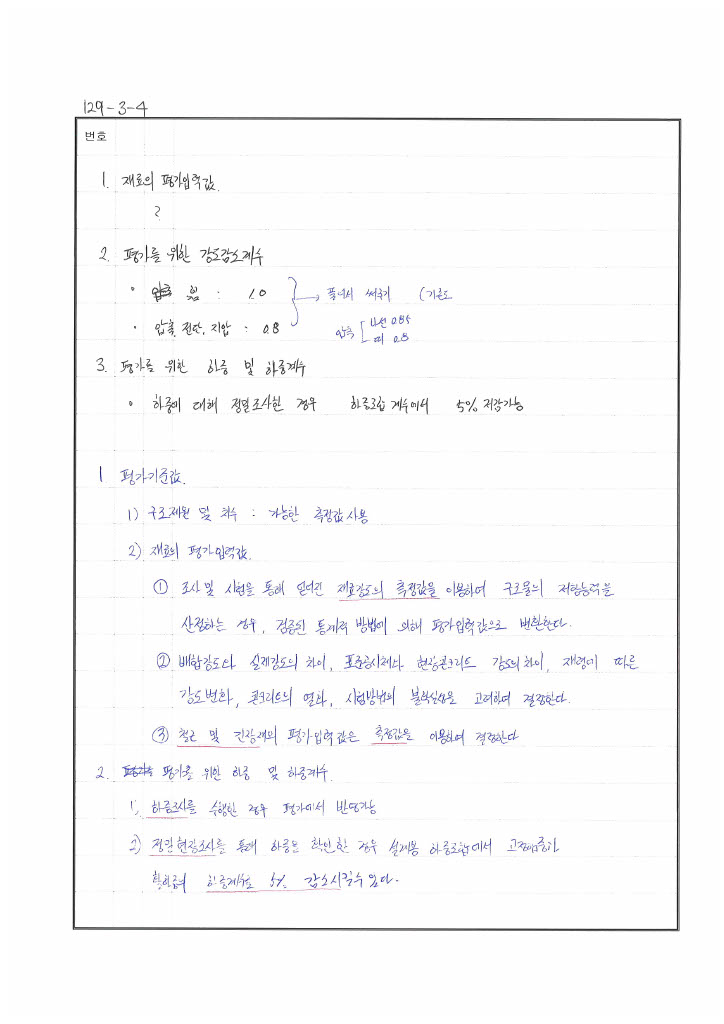 129-3-4
번호
1. 재료의 평가입력값.
?
2. 평가를 위한 강도감소계수
• 휨 : 1.0 풀어서 써주기 (기준도
• 압축, 전단, 지압 : 0.8 압축 나선 0.85
띠 0.8
3. 평가를 위한 하중 및 하중계수
• 하중에 대해 정밀조사한 경우 하중조합 계수에서 5% 저감가능
1 평가기준값.
1) 구조제원 및 치수 : 가능한 측정값 사용
2) 재료의 평가입력값
① 조사 및 시험을 통해 얻어진 재료강도의 측정값을 이용하여 구조물의 저항능력을
산정하는 경우, 검증된 통계적 방법에 의해 평가입력값으로 변환한다.
② 배합강도와 실제강도의 차이, 표준공시체와 현장콘크리트 강도의 차이, 재령에 따른
강도변화, 콘크리트의 열화, 시험방법의 불확실성을 고려하여 결정한다.
③ 철근 및 긴장재의 평가입력값은 측정값을 이용하여 결정한다
2. 평가를 위한 하중 및 하중계수
1) 하중조사를 수행한 경우 평가에서 반영가능
2) 정밀현장조사를 통해 하중을 확인한 경우 설계용 하중조합에서 고정하중과
활하중의 하중계수를 5% 감소시킬 수 있다.